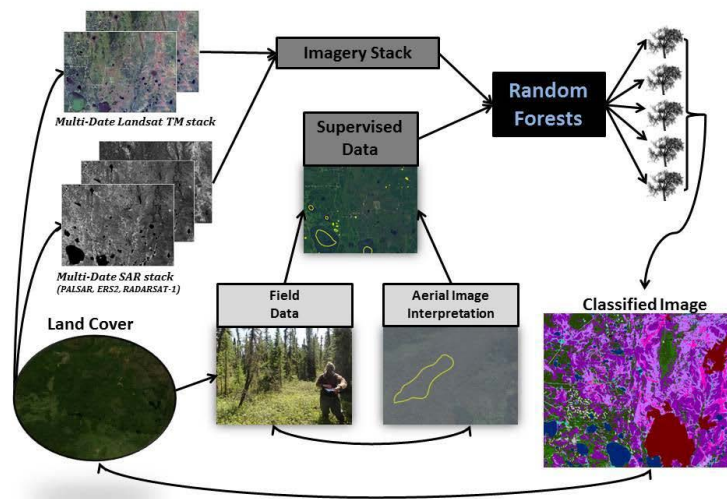 Imagery Stack
Random
Forests
Multi-Date Landsat TM stack
Supervised
Data
Multi-Date SAR stack
(PALSAR, ERS2, RADARSAT-1)
Land Cover
Field
Data
Aerial Image
Interpretation
Classified Image